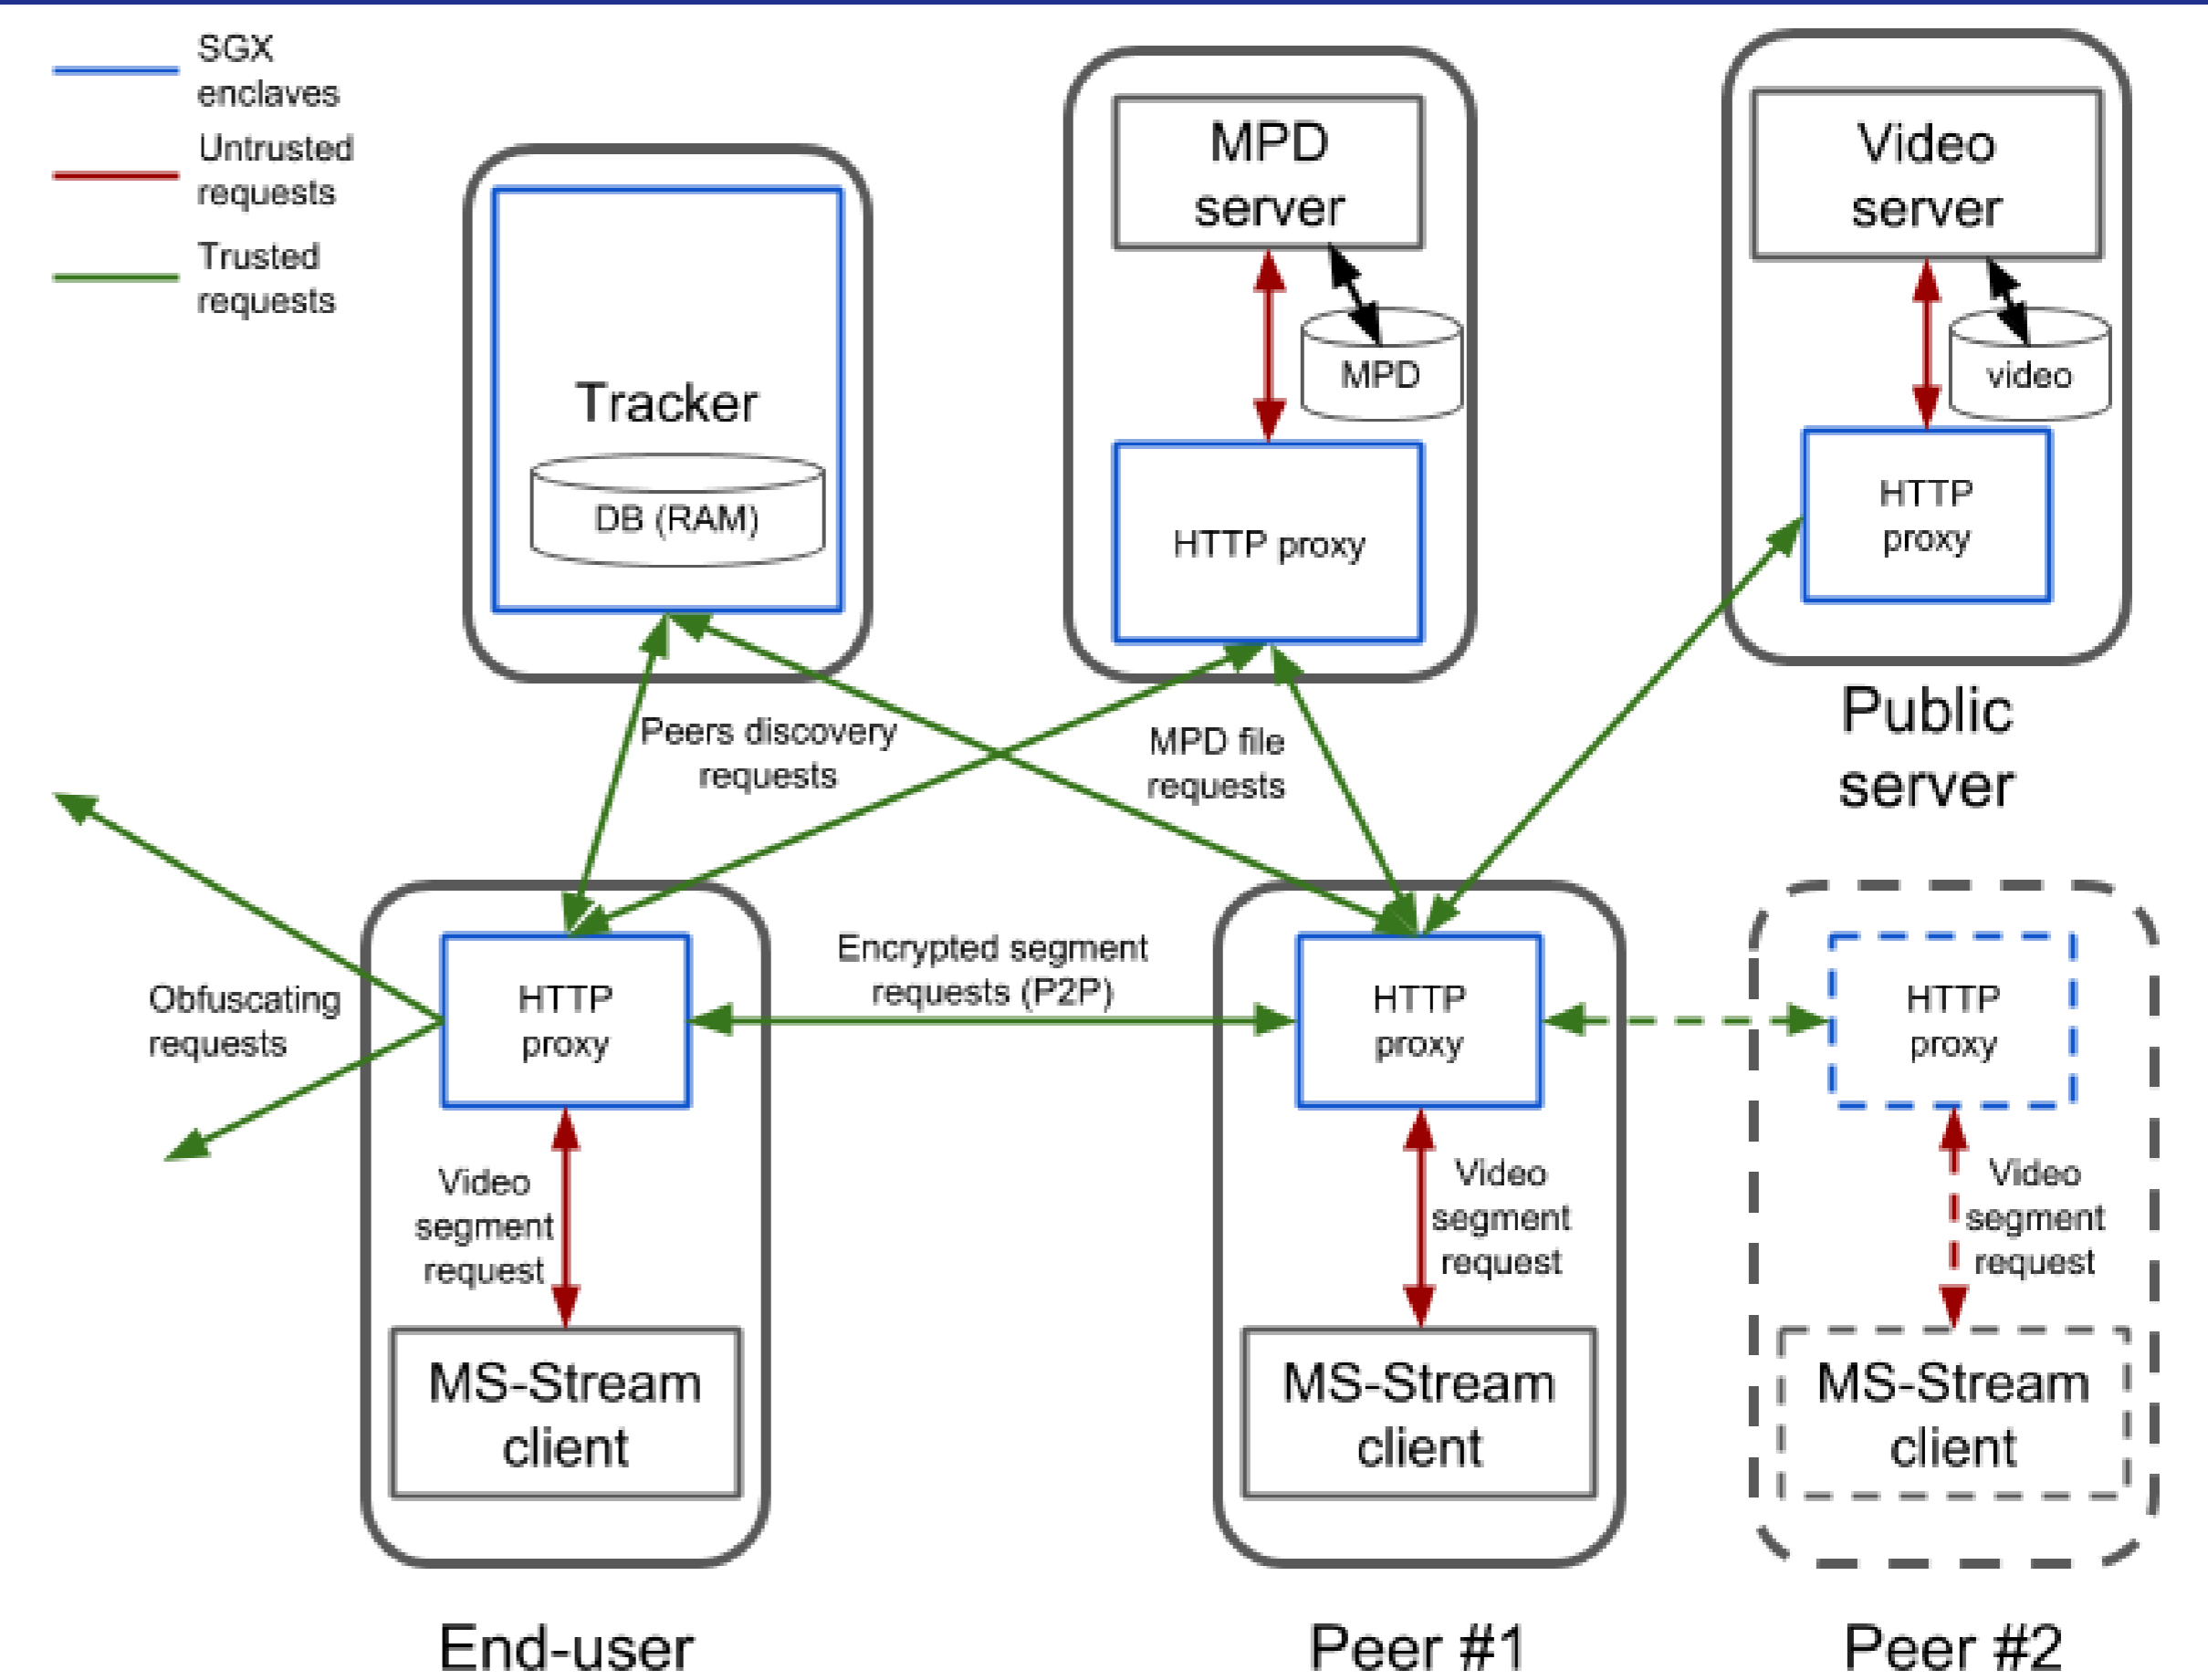 SGX
enclaves
Untrusted
requests
Trusted
requests
Tracker
DB (RAM)
MPD
server
MPD
HTTP proxy
Video
server
video
HTTP
proxy
Public
server
Peers discovery
requests
MPD file
requests
Obfuscating
requests
HTTP
proxy
Encrypted segment
requests (P2P)
HTTP
proxy
HTTP
proxy
Video
segment
request
Video
segment
request
Video
segment
request
MS-Stream
client
MS-Stream
client
MS-Stream
client
End-user
Peer #1
Peer #2